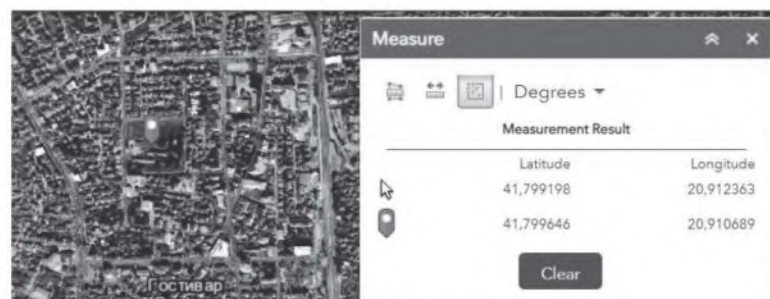 Measure
Degrees
Measurement Result
Latitude Longitude
41,799198 20,912363
41,799646 20,910689
Clear
Гостивар